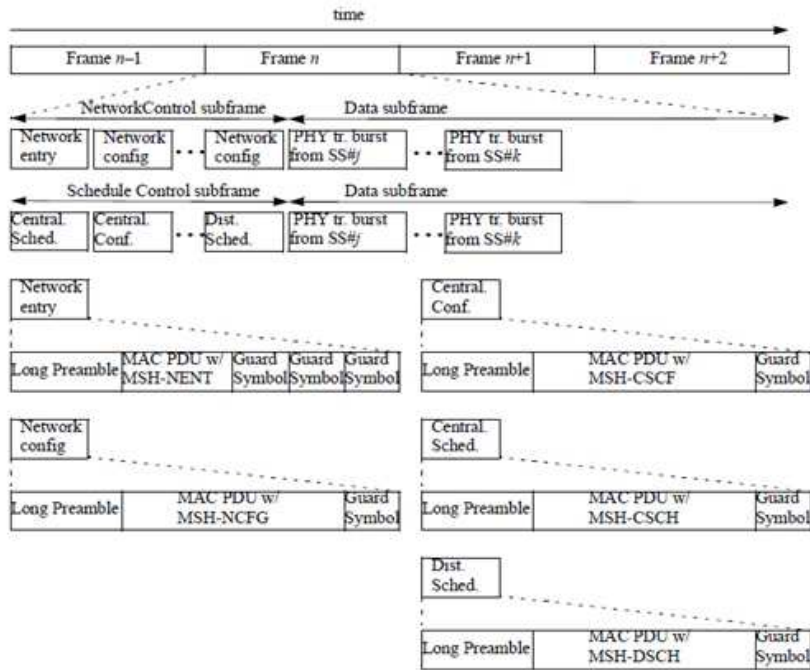 time
Frame n–1 Frame n Frame n+1 Frame n+2
NetworkControl subframe Data subframe
Network entry
Network config
...
Network config
PHY tr. burst from SS#j
...
PHY tr. burst from SS#k
Schedule Control subframe Data subframe
Central. Sched.
Central. Conf.
...
Dist. Sched.
PHY tr. burst from SS#j
...
PHY tr. burst from SS#k
Network entry
Long Preamble
MAC PDU w/ MSH-NENT
Guard Symbol
Guard Symbol
Guard Symbol
Central. Conf.
Long Preamble
MAC PDU w/ MSH-CSCF
Guard Symbol
Network config
Long Preamble
MAC PDU w/ MSH-NCFG
Guard Symbol
Central. Sched.
Long Preamble
MAC PDU w/ MSH-CSCH
Guard Symbol
Dist. Sched.
Long Preamble
MAC PDU w/ MSH-DSCH
Guard Symbol